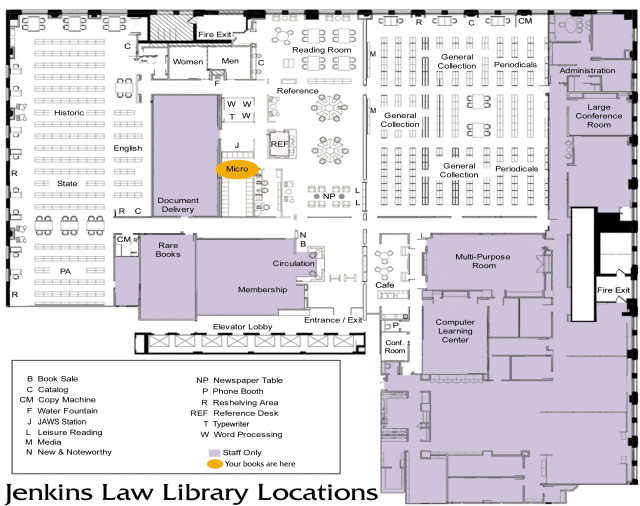 R C CM
C Fire Exit
Reading Room
M
Women Men C
General Collection Periodicals
Administration
F
Reference
W W
T W
Large Conference Room
Historic
M
General Collection
English
J
REF
State
R
Micro
General Collection Periodicals
L
NP
L
Document Delivery
R C
CM
Rare Books
N
B
Circulation
Multi-Purpose Room
PA
Membership
Cafe
R
Fire Exit
Entrance / Exit
Elevator Lobby
P
Computer Learning Center
Conf. Room
B Book Sale
C Catalog
CM Copy Machine
F Water Fountain
J JAWS Station
L Leisure Reading
M Media
N New & Noteworthy
NP Newspaper Table
P Phone Booth
R Reshelving Area
REF Reference Desk
T Typewriter
W Word Processing
Staff Only
Your books are here
Jenkins Law Library Locations